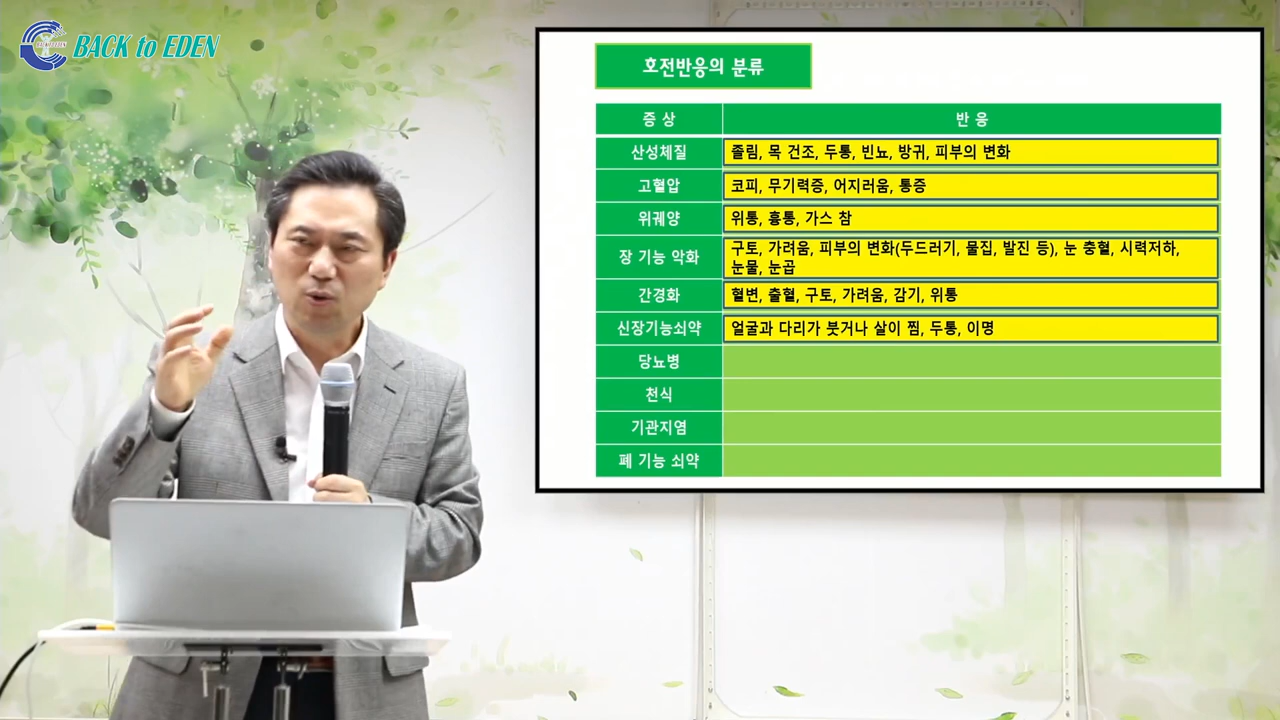 BACK to EDEN
호전반응의 분류
증 상 반 응
산성체질 졸림, 목 건조, 두통, 빈뇨, 방귀, 피부의 변화
고혈압 코피, 무기력증, 어지러움, 통증
위궤양 위통, 흉통, 가스 참
장 기능 악화 구토, 가려움, 피부의 변화(두드러기, 물집, 발진 등), 눈 충혈, 시력저하,
눈물, 눈곱
간경화 혈변, 출혈, 구토, 가려움, 감기, 위통
신장기능쇠약 얼굴과 다리가 붓거나 살이 찜, 두통, 이명
당뇨병
천식
기관지염
폐 기능 쇠약